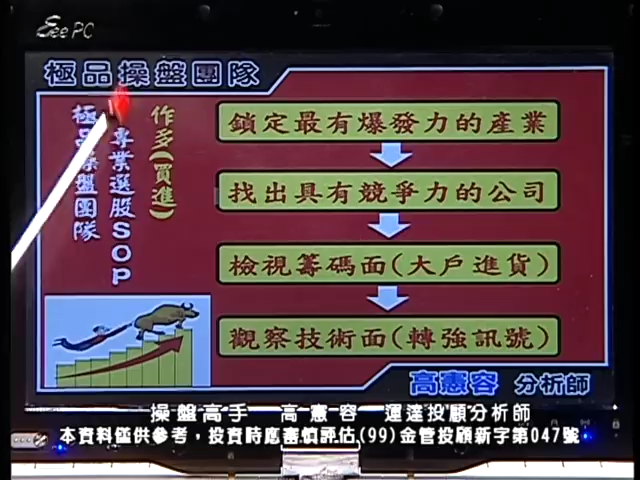 Eee PC
極品操盤團隊
作多(買進)
專業選股SOP
極品操盤團隊
鎖定最有爆發力的產業
找出具有競爭力的公司
檢視籌碼面(大戶進貨)
觀察技術面(轉強訊號)
高憲容 分析師
操盤高手 高憲容 運達投顧分析師
本資料僅供參考，投資時應審慎評估(99)金管投顧新字第047號